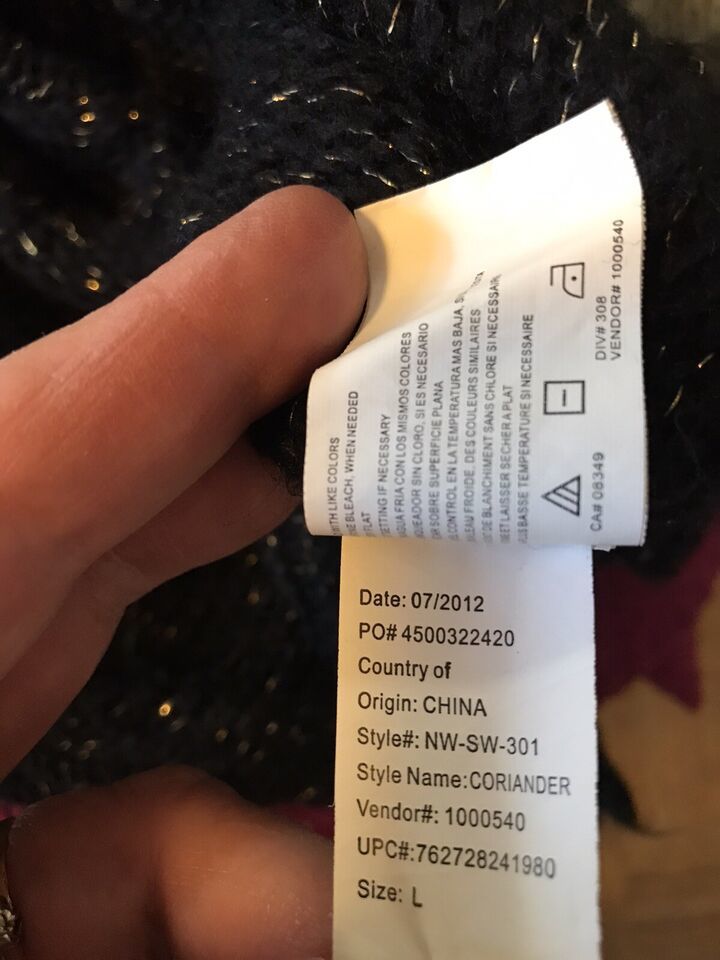 WITH LIKE COLORS
BLEACH, WHEN NEEDED
FLAT
SETTING IF NECESSARY
AGUA FRIA CON LOS MISMOS COLORES
SIN CLORO, SI ES NECESARIO
SOBRE SUPERFICIE PLANA
CONTROL EN LA TEMPERATURA MAS BAJA,
EAU FROIDE, DES COULEURS SIMILAIRES
DE BLANCHIMENT SANS CHLORE SI NECESSAIRE
ET LAISSER SECHER A PLAT
BASSE TEMPERATURE SI NECESSAIRE
CA# 08349
DIV# 308
VENDOR# 1000540
Date: 07/2012
PO# 4500322420
Country of
Origin: CHINA
Style#: NW-SW-301
Style Name:CORIANDER
Vendor#: 1000540
UPC#:762728241980
Size: L